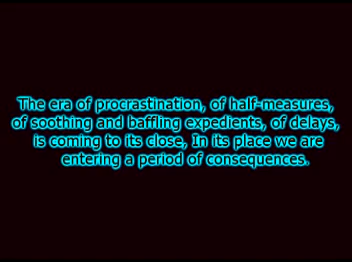 The era of procrastination, of half-measures,
of soothing and baffling expedients, of delays,
is coming to its close, In its place we are
entering a period of consequences.